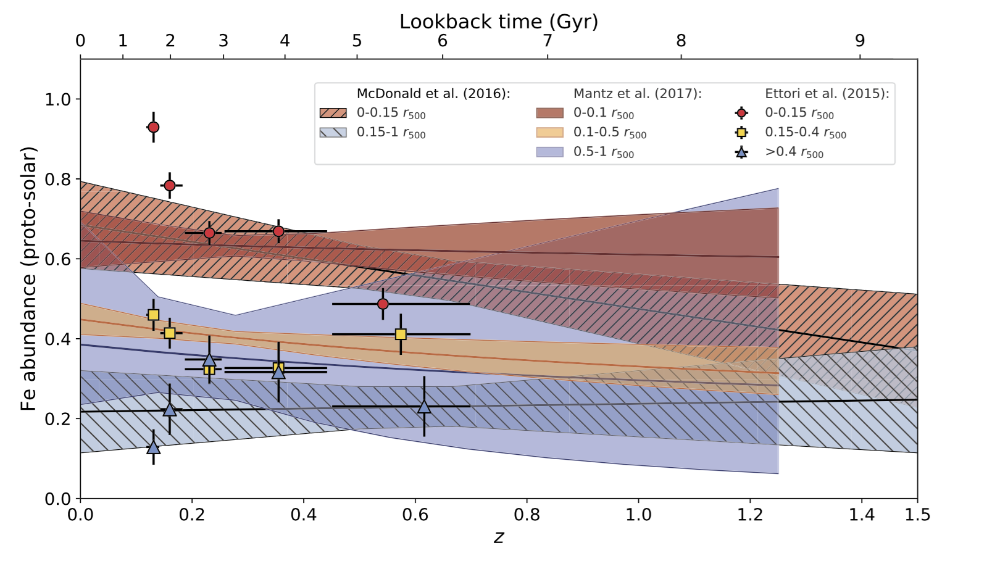 Lookback time (Gyr)
0 1 2 3 4 5 6 7 8 9
McDonald et al. (2016): Mantz et al. (2017): Ettori et al. (2015):
0-0.15 r500 0-0.1 r500 0-0.15 r500
0.15-1 r500 0.1-0.5 r500 0.15-0.4 r500
0.5-1 r500 >0.4 r500
Fe abundance (proto-solar)
1.0
0.8
0.6
0.4
0.2
0.0
0.0 0.2 0.4 0.6 0.8 1.0 1.2 1.4 1.5
z